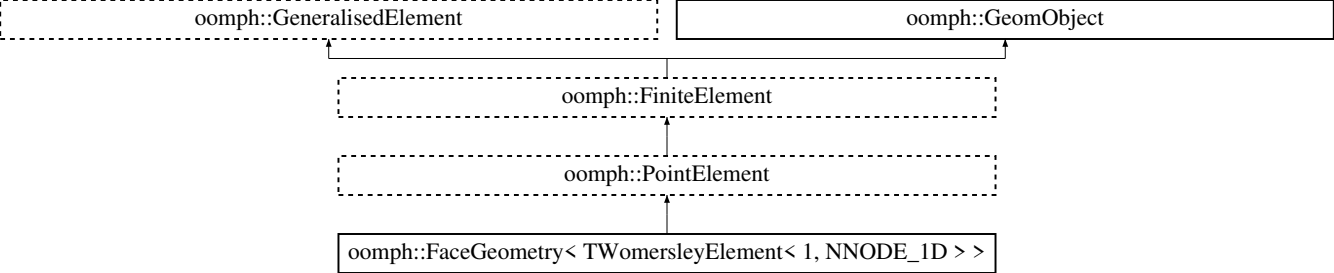 oomph::GeneralisedElement
oomph::GeomObject
oomph::FiniteElement
oomph::PointElement
oomph::FaceGeometry< TWomersleyElement< 1, NNODE_1D > >